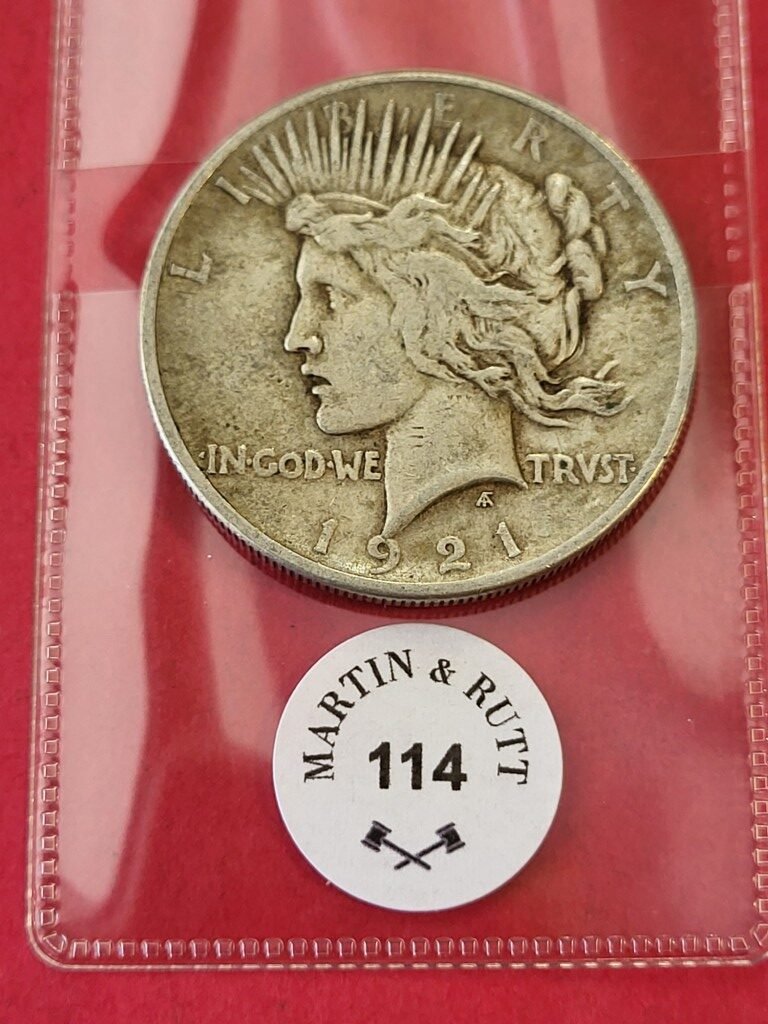 LIBERTY
·IN·GOD·WE TRVST·
1921
MARTIN & RUTT
114